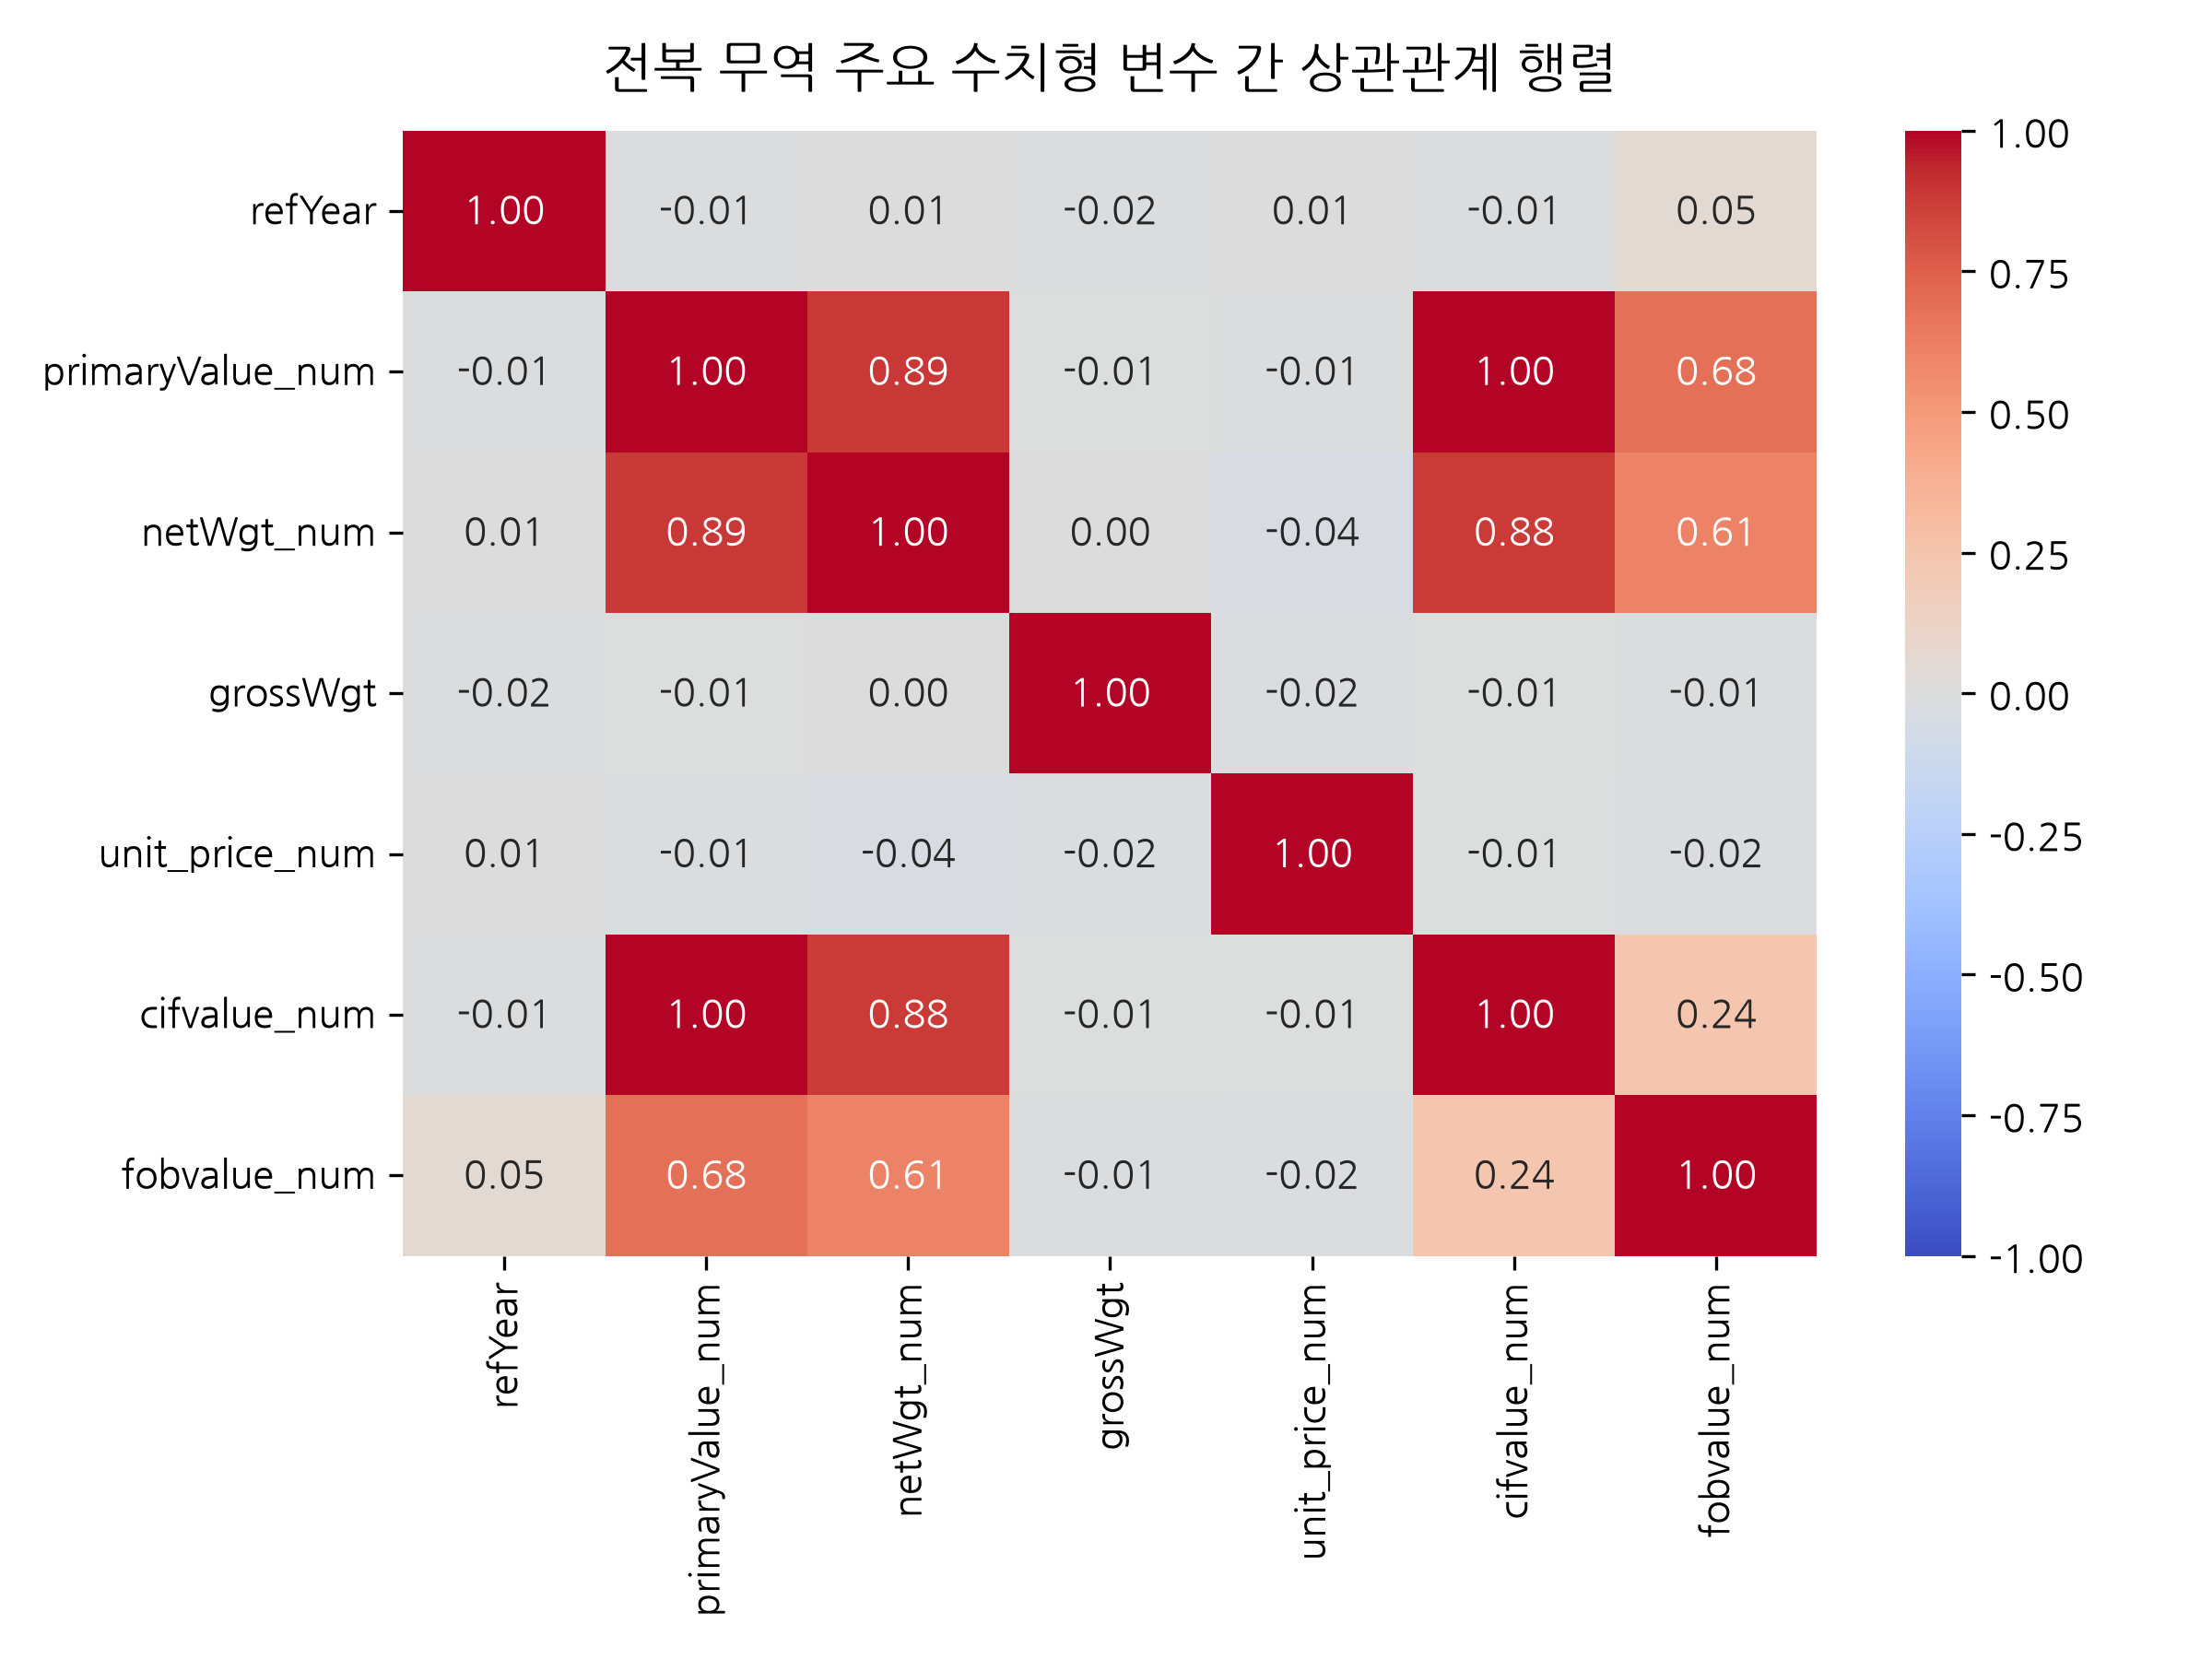 전복 무역 주요 수치형 변수 간 상관관계 행렬
refYear 1.00 -0.01 0.01 -0.02 0.01 -0.01 0.05
primaryValue_num -0.01 1.00 0.89 -0.01 -0.01 1.00 0.68
netWgt_num 0.01 0.89 1.00 0.00 -0.04 0.88 0.61
grossWgt -0.02 -0.01 0.00 1.00 -0.02 -0.01 -0.01
unit_price_num 0.01 -0.01 -0.04 -0.02 1.00 -0.01 -0.02
cifvalue_num -0.01 1.00 0.88 -0.01 -0.01 1.00 0.24
fobvalue_num 0.05 0.68 0.61 -0.01 -0.02 0.24 1.00
refYear primaryValue_num netWgt_num grossWgt unit_price_num cifvalue_num fobvalue_num
1.00
0.75
0.50
0.25
0.00
-0.25
-0.50
-0.75
-1.00